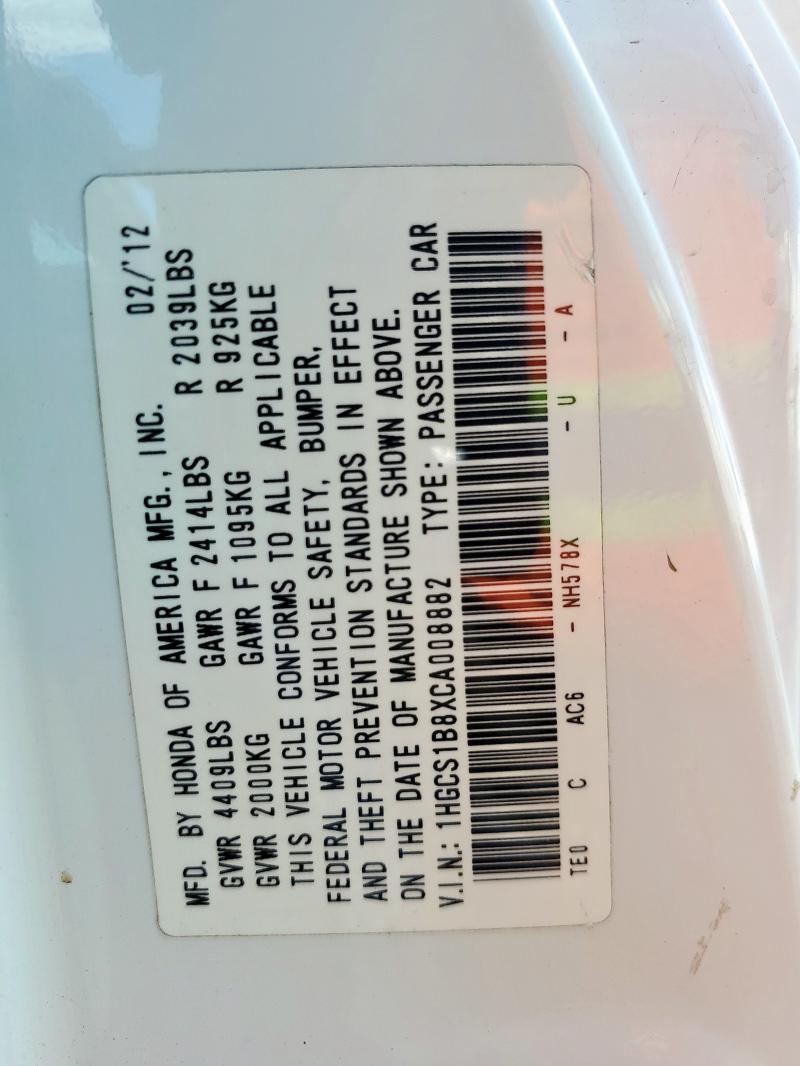 MFD. BY HONDA OF AMERICA MFG., INC. 02/'12
GVWR 4409LBS GAWR F 2414LBS R 2039LBS
GVWR 2000KG GAWR F 1095KG R 925KG
THIS VEHICLE CONFORMS TO ALL APPLICABLE
FEDERAL MOTOR VEHICLE SAFETY, BUMPER,
AND THEFT PREVENTION STANDARDS IN EFFECT
ON THE DATE OF MANUFACTURE SHOWN ABOVE.
V.I.N.: 1HGCS1B8XCA008882 TYPE: PASSENGER CAR
TE0 C AC6 - NH578X - U - A